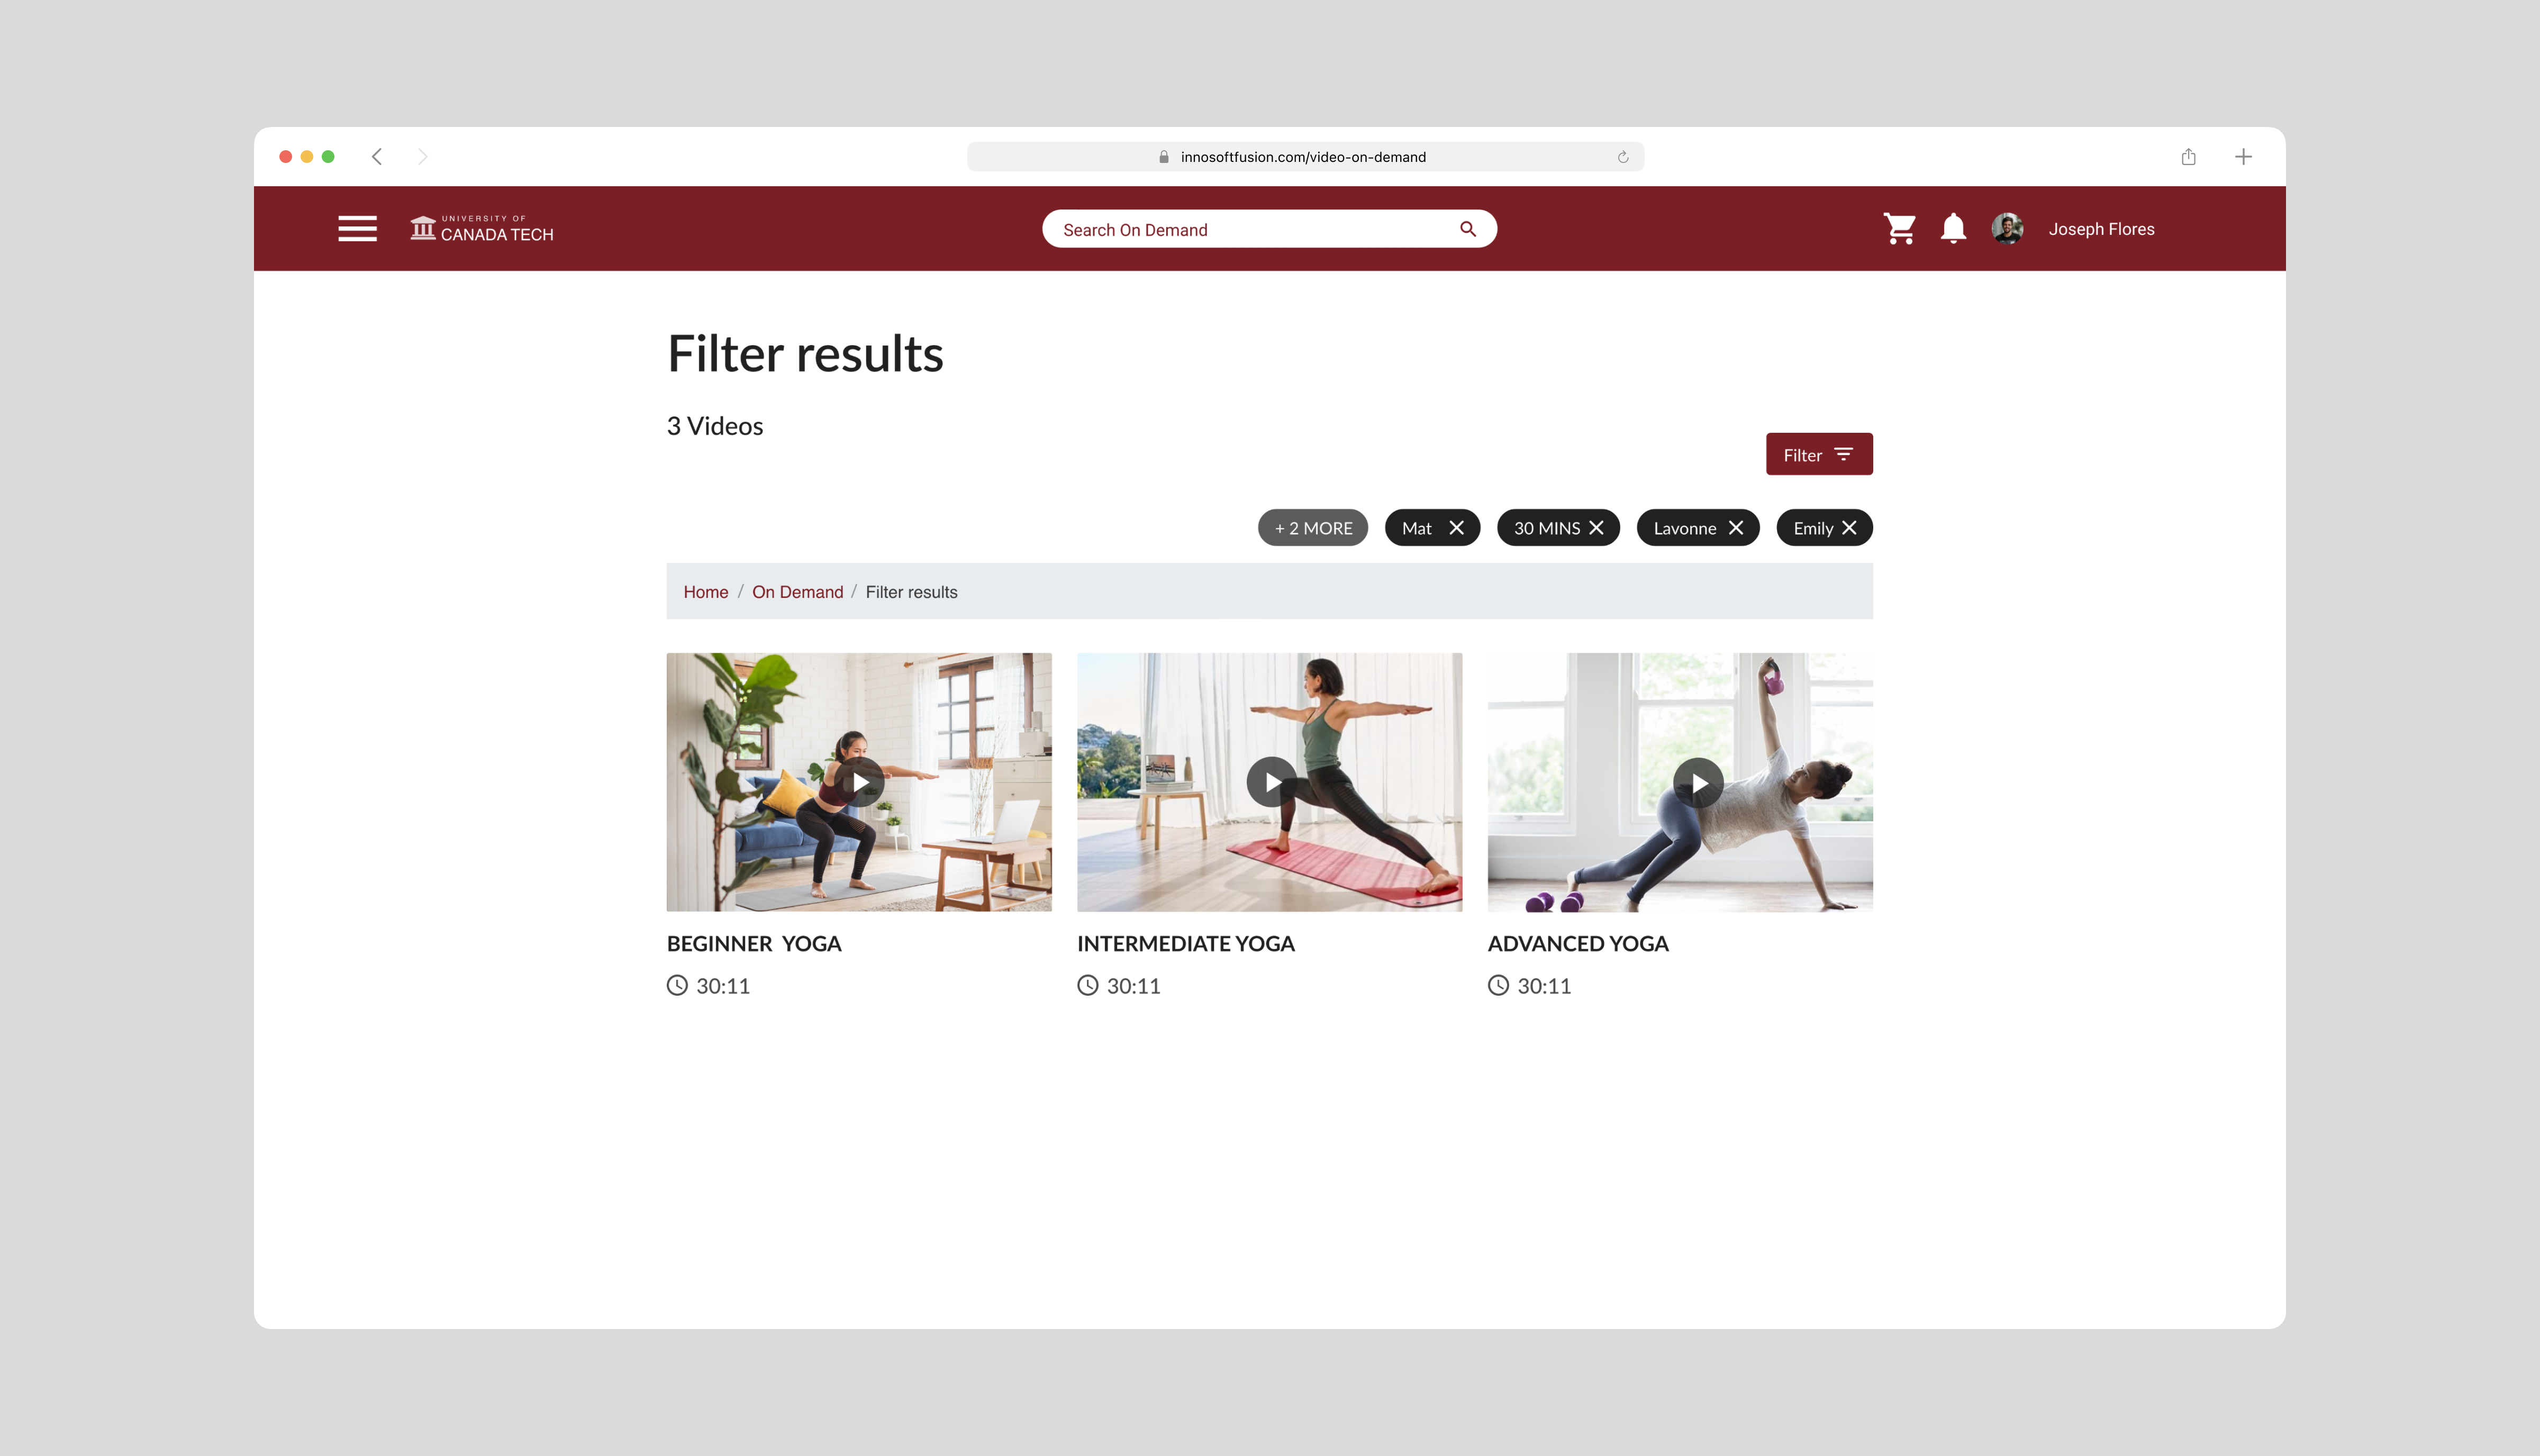 innosoftfusion.com/video-on-demand
UNIVERSITY OF
CANADA TECH
Search On Demand
Joseph Flores
Filter results
3 Videos
Filter
+ 2 MORE
Mat
30 MINS
Lavonne
Emily
Home / On Demand / Filter results
BEGINNER  YOGA
30:11
INTERMEDIATE YOGA
30:11
ADVANCED YOGA
30:11